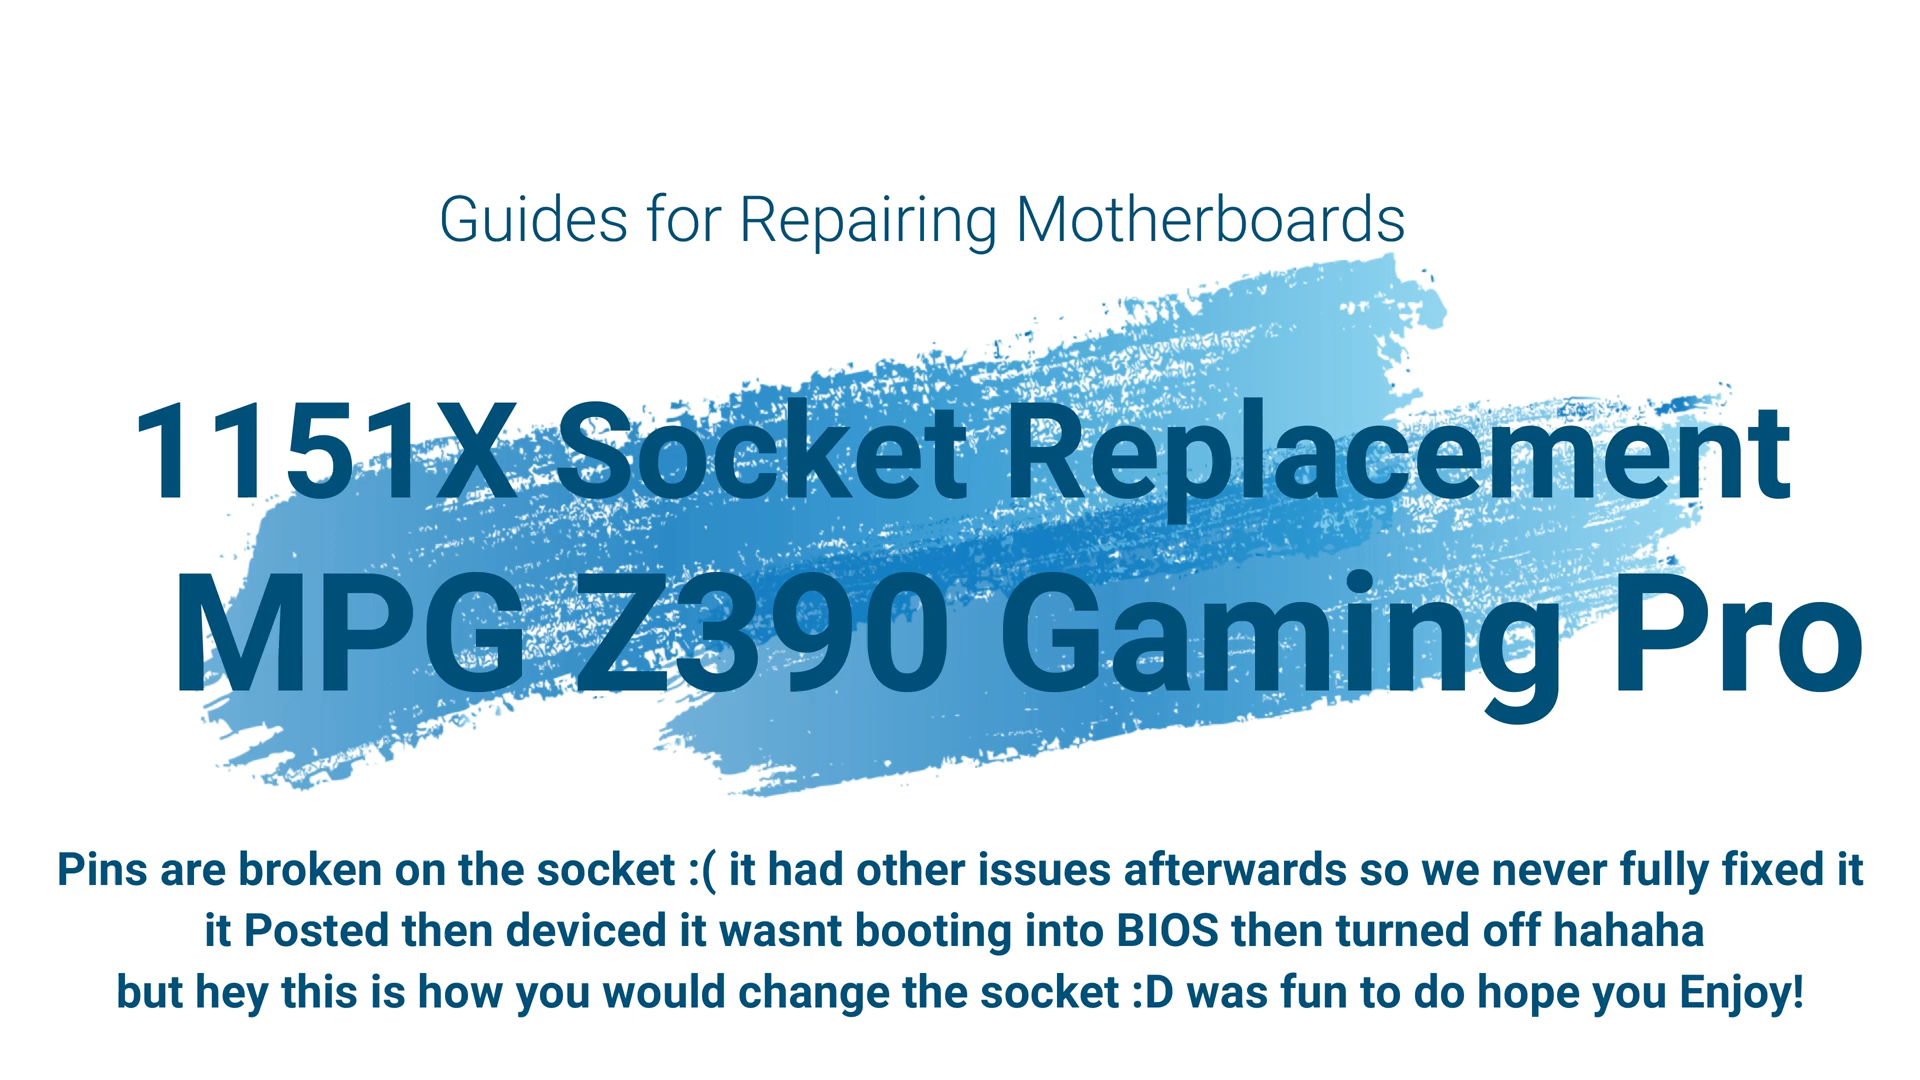 Guides for Repairing Motherboards
1151X Socket Replacement
MPG Z390 Gaming Pro
Pins are broken on the socket :( it had other issues afterwards so we never fully fixed it
it Posted then deviced it wasnt booting into BIOS then turned off hahaha
but hey this is how you would change the socket :D was fun to do hope you Enjoy!